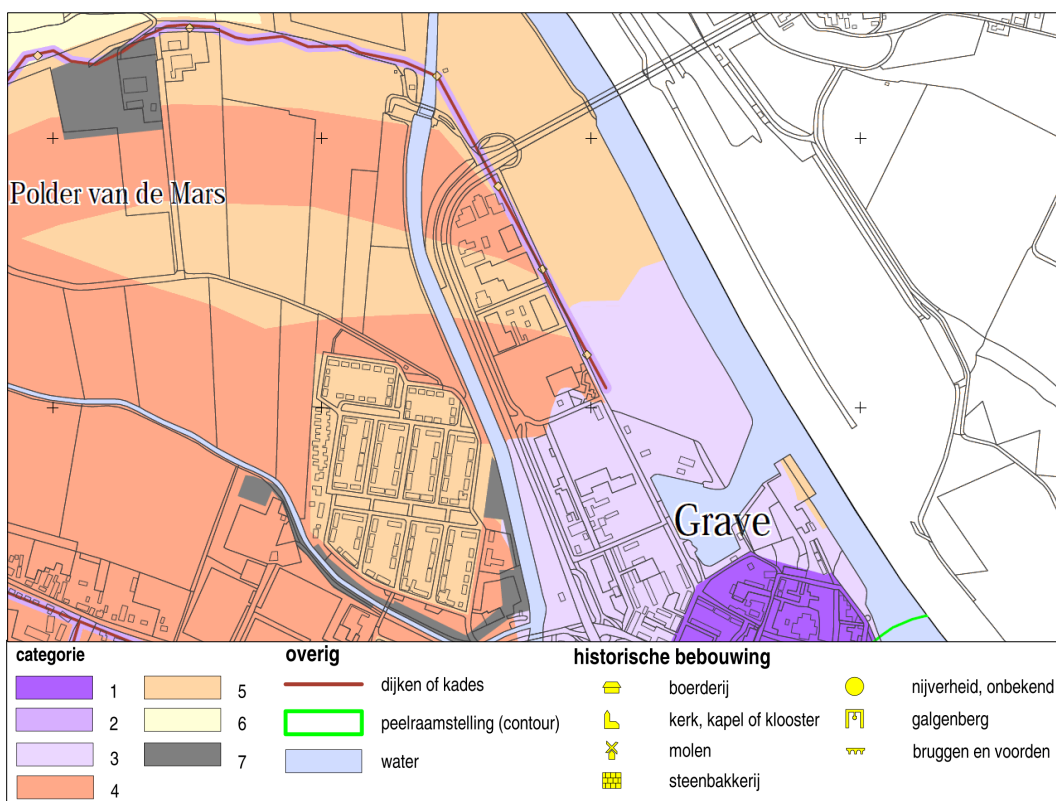 Polder van de Mars
Grave
categorie
1
2
3
4
5
6
7
overig
dijken of kades
peelraamstelling (contour)
water
historische bebouwing
boerderij
kerk, kapel of klooster
molen
steenbakkerij
nijverheid, onbekend
galgenberg
bruggen en voorden